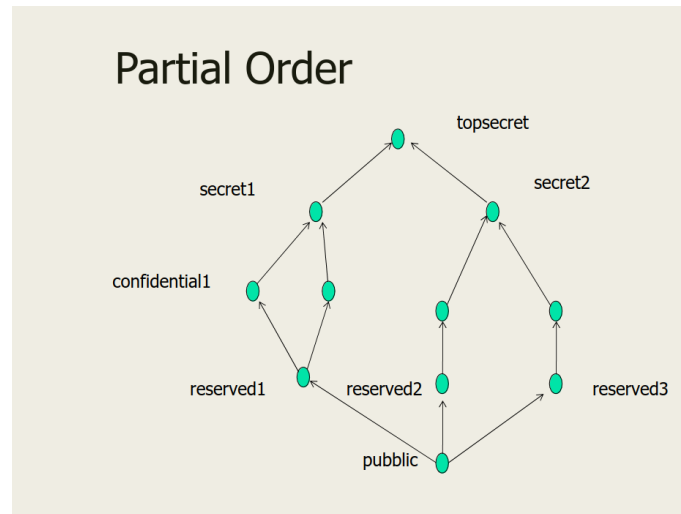 Partial Order
topsecret
secret1
secret2
confidential1
reserved1
reserved2
reserved3
pubblic